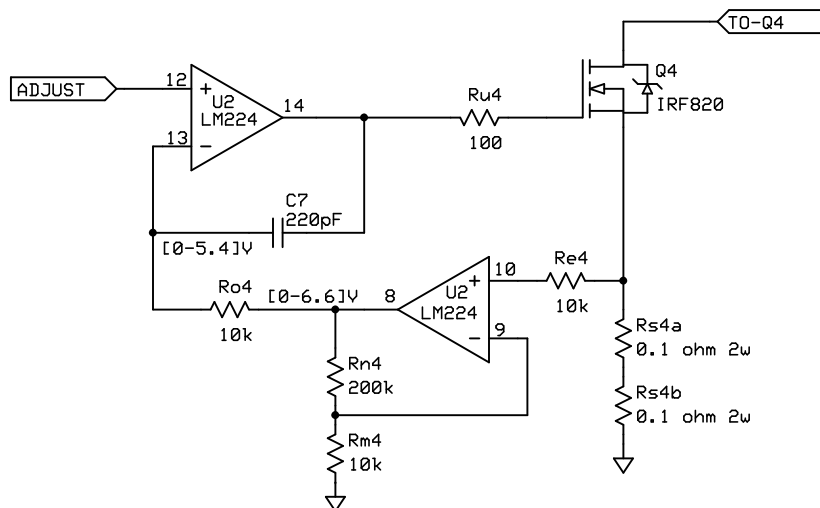 TO-Q4
ADJUST
12
+
U2
LM224
14
13
−
Ru4
100
Q4
IRF820
C7
220pF
[0-5.4]V
Ro4
10k
[0-6.6]V
8
10
+
U2
LM224
9
−
Re4
10k
Rn4
200k
Rm4
10k
Rs4a
0.1 ohm 2w
Rs4b
0.1 ohm 2w